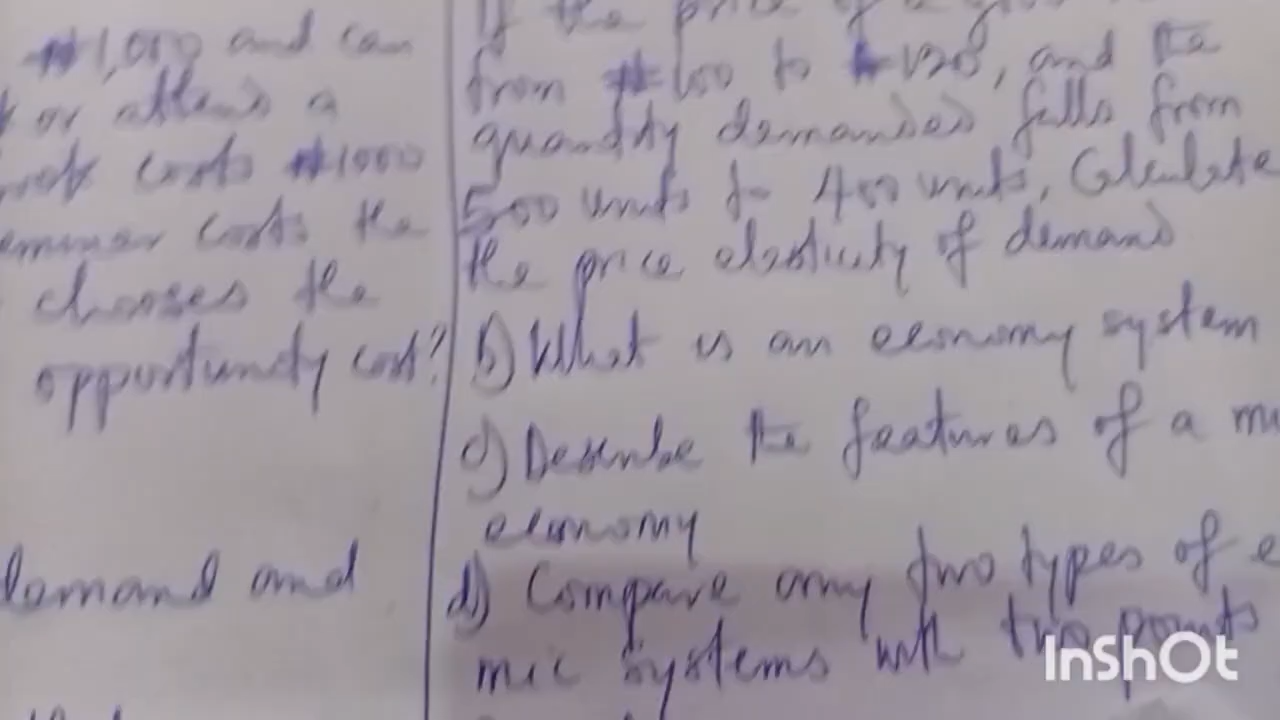 ₦1,000 and can
or attend a
costs ₦1000
costs the
chooses the
opportunity cost?
demand and
If the price of a
from ₦100 to ₦120, and the
quantity demanded falls from
500 units to 400 units, Calculate
the price elasticity of demand
b) What is an economy system
c) Describe the features of a
economy
d) Compare any two types of e
mic systems with two points
InShOt